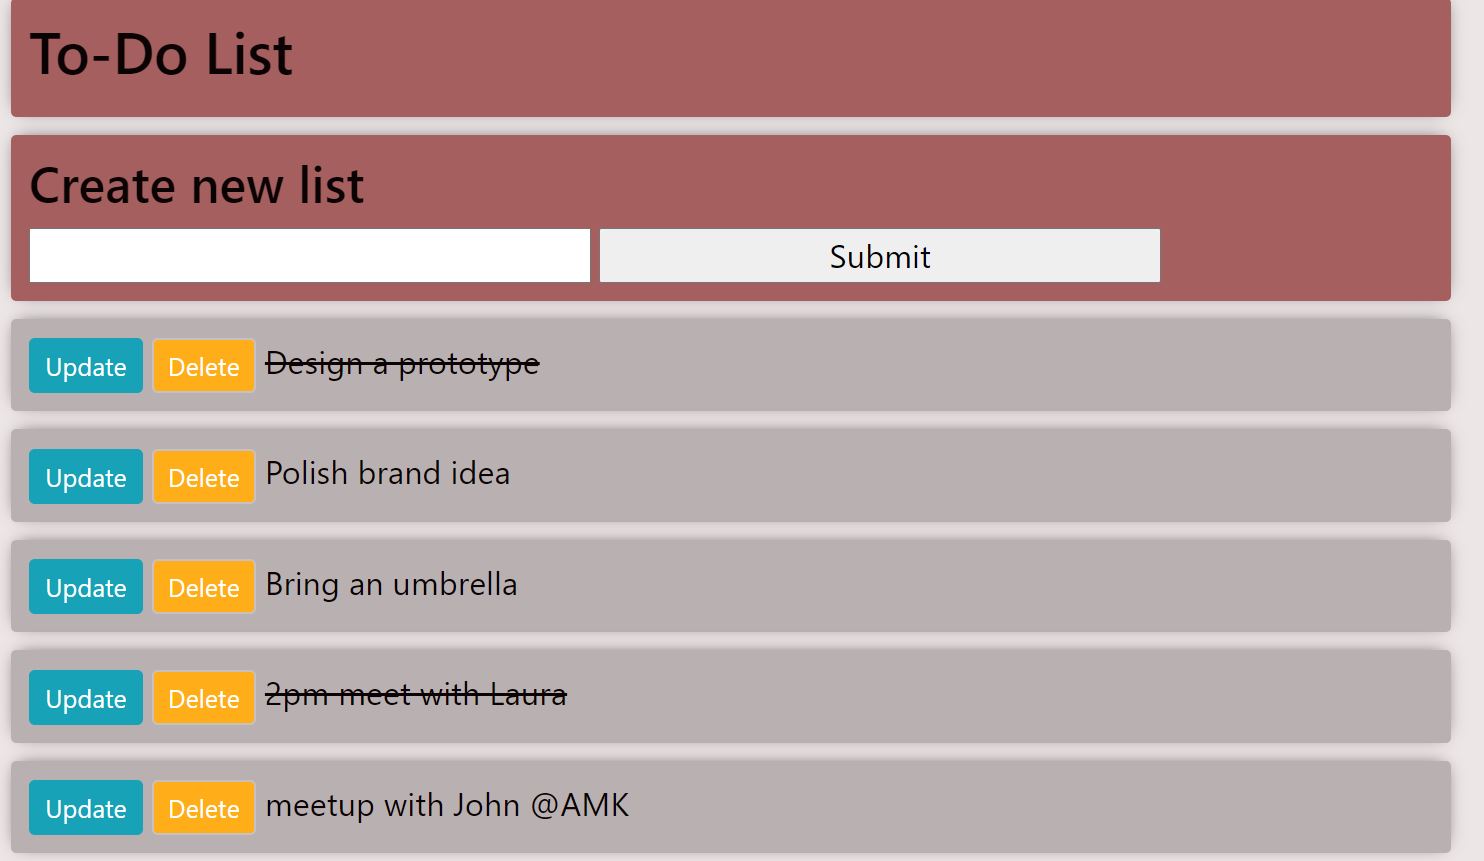 To-Do List
Create new list
Submit
Update Delete Design a prototype
Update Delete Polish brand idea
Update Delete Bring an umbrella
Update Delete 2pm meet with Laura
Update Delete meetup with John @AMK